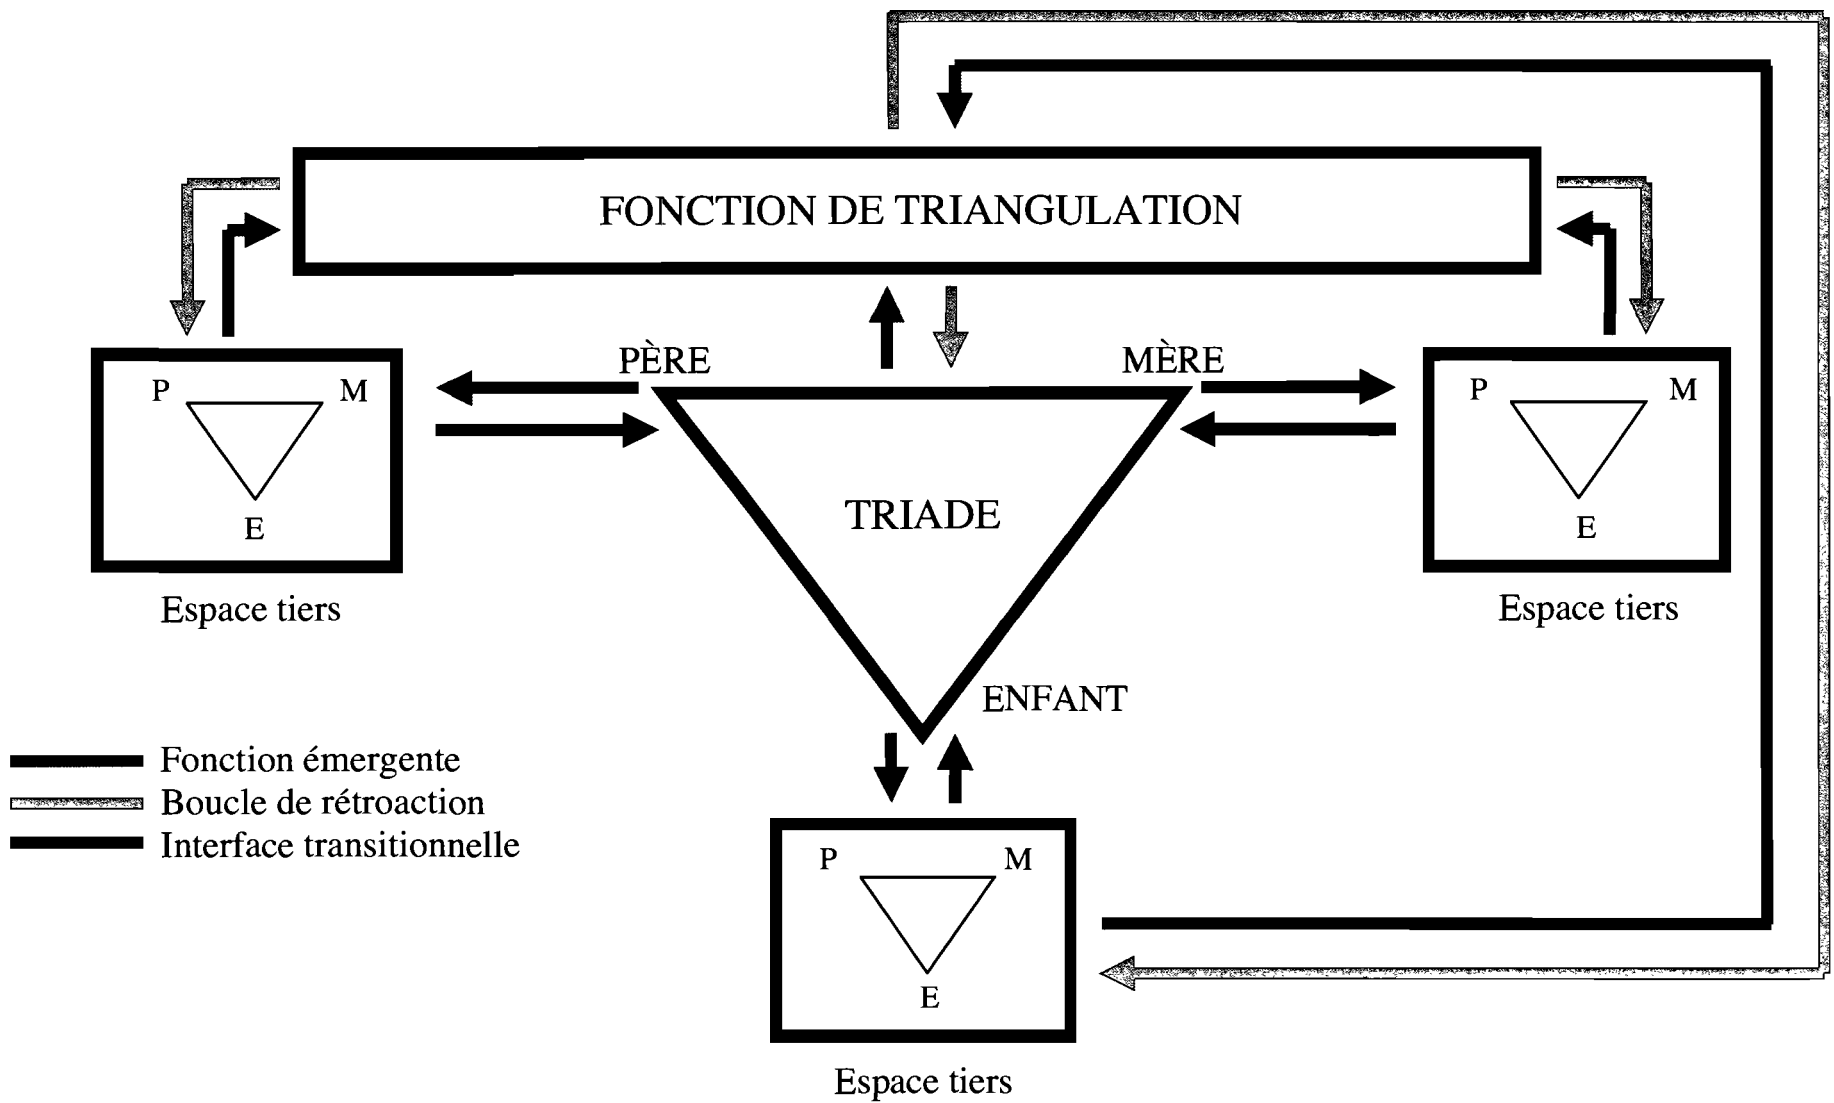 FONCTION DE TRIANGULATION
PÈRE
MÈRE
P
M
E
Espace tiers
TRIADE
P
M
E
Espace tiers
ENFANT
Fonction émergente
Boucle de rétroaction
Interface transitionnelle
P
M
E
Espace tiers